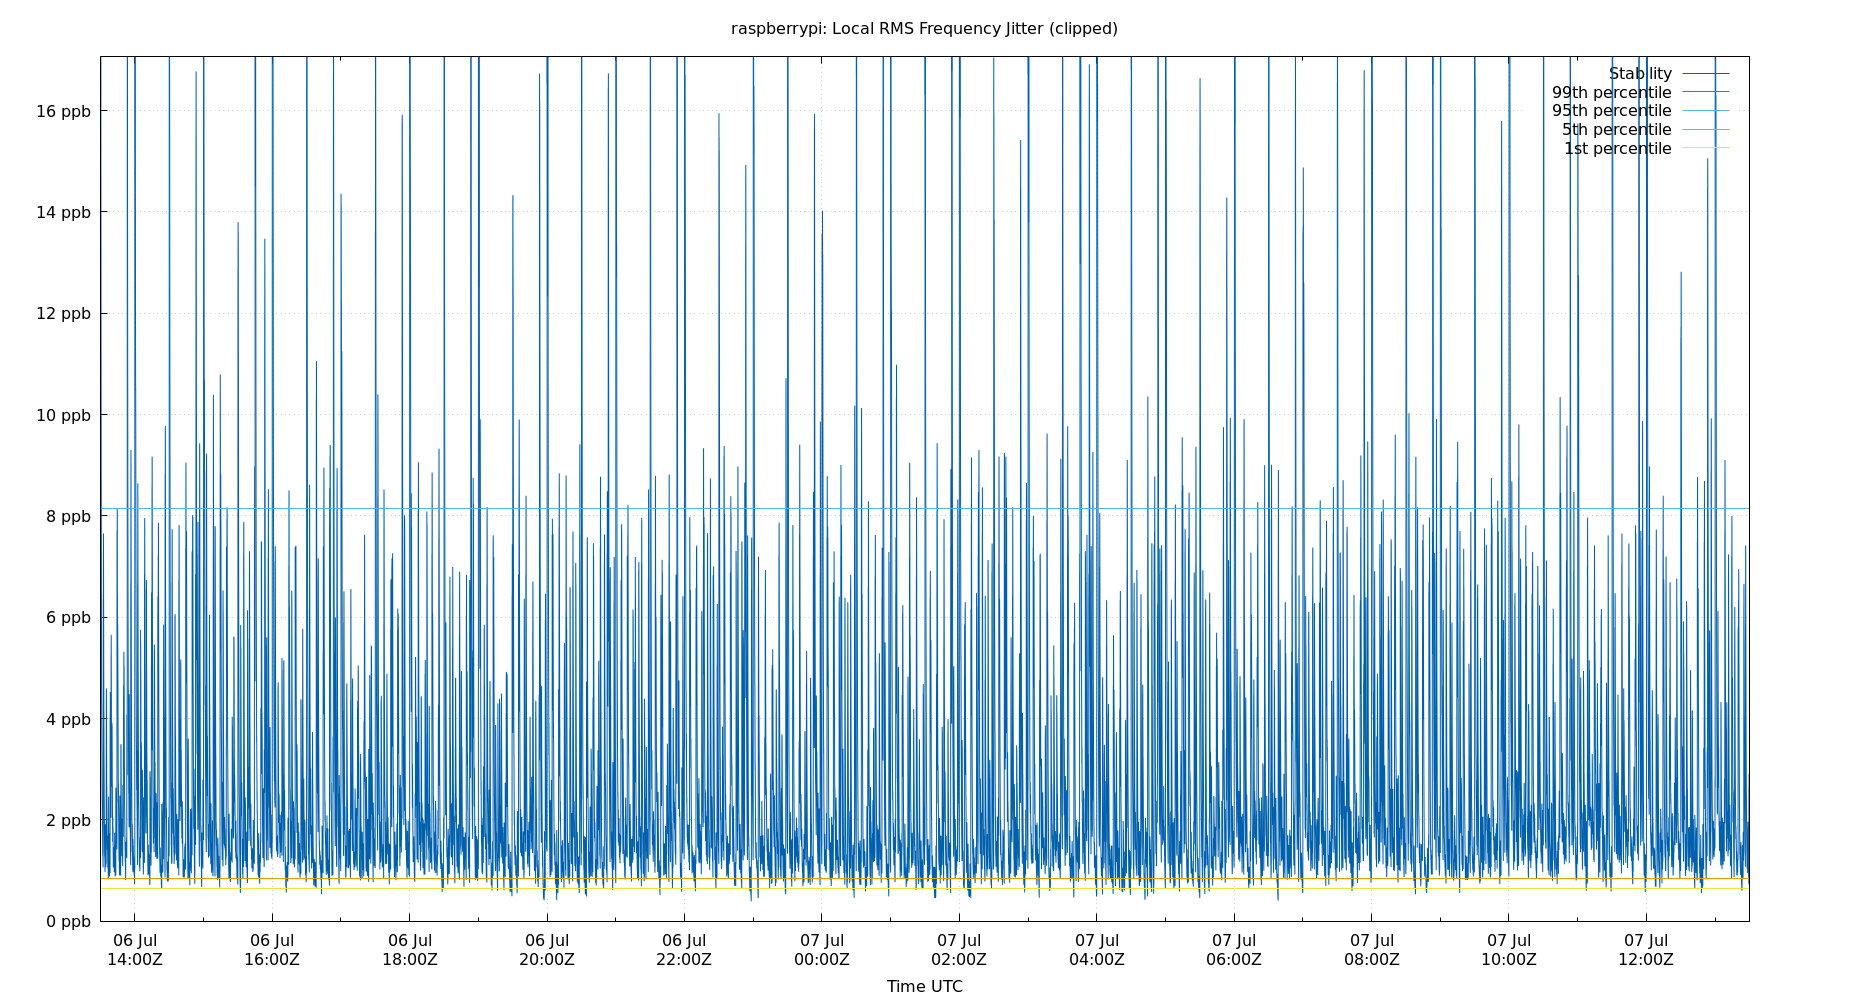 raspberrypi: Local RMS Frequency Jitter (clipped)
Stability
99th percentile
95th percentile
5th percentile
1st percentile
16 ppb
14 ppb
12 ppb
10 ppb
8 ppb
6 ppb
4 ppb
2 ppb
0 ppb
06 Jul 06 Jul 06 Jul 06 Jul 06 Jul 07 Jul 07 Jul 07 Jul 07 Jul 07 Jul 07 Jul 07 Jul
14:00Z 16:00Z 18:00Z 20:00Z 22:00Z 00:00Z 02:00Z 04:00Z 06:00Z 08:00Z 10:00Z 12:00Z
Time UTC